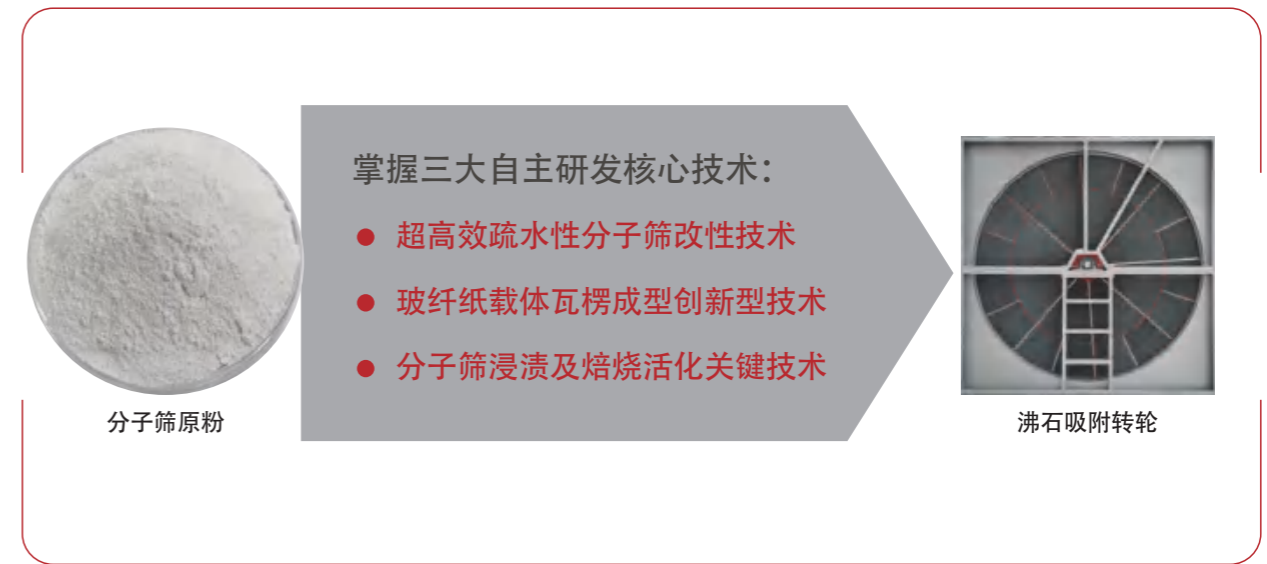 掌握三大自主研发核心技术：
● 超高效疏水性分子筛改性技术
● 玻纤纸载体瓦楞成型创新型技术
● 分子筛浸渍及焙烧活化关键技术
分子筛原粉
沸石吸附转轮